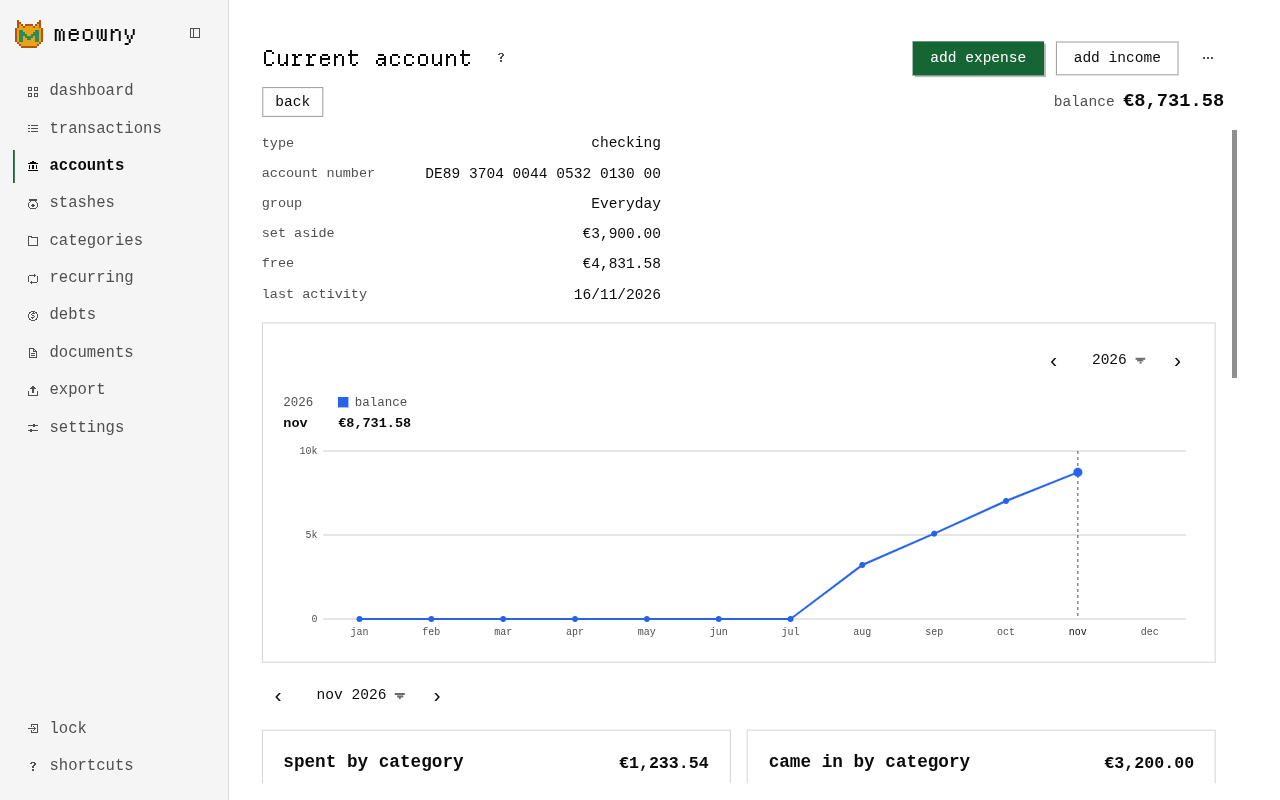 meowny
dashboard
transactions
accounts
stashes
categories
recurring
debts
documents
export
settings
lock
shortcuts
Current account ?
add expense
add income
...
back
balance €8,731.58
type checking
account number DE89 3704 0044 0532 0130 00
group Everyday
set aside €3,900.00
free €4,831.58
last activity 16/11/2026
‹ 2026 ›
2026 balance
nov €8,731.58
10k
5k
0
jan feb mar apr may jun jul aug sep oct nov dec
‹ nov 2026 ›
spent by category €1,233.54
came in by category €3,200.00